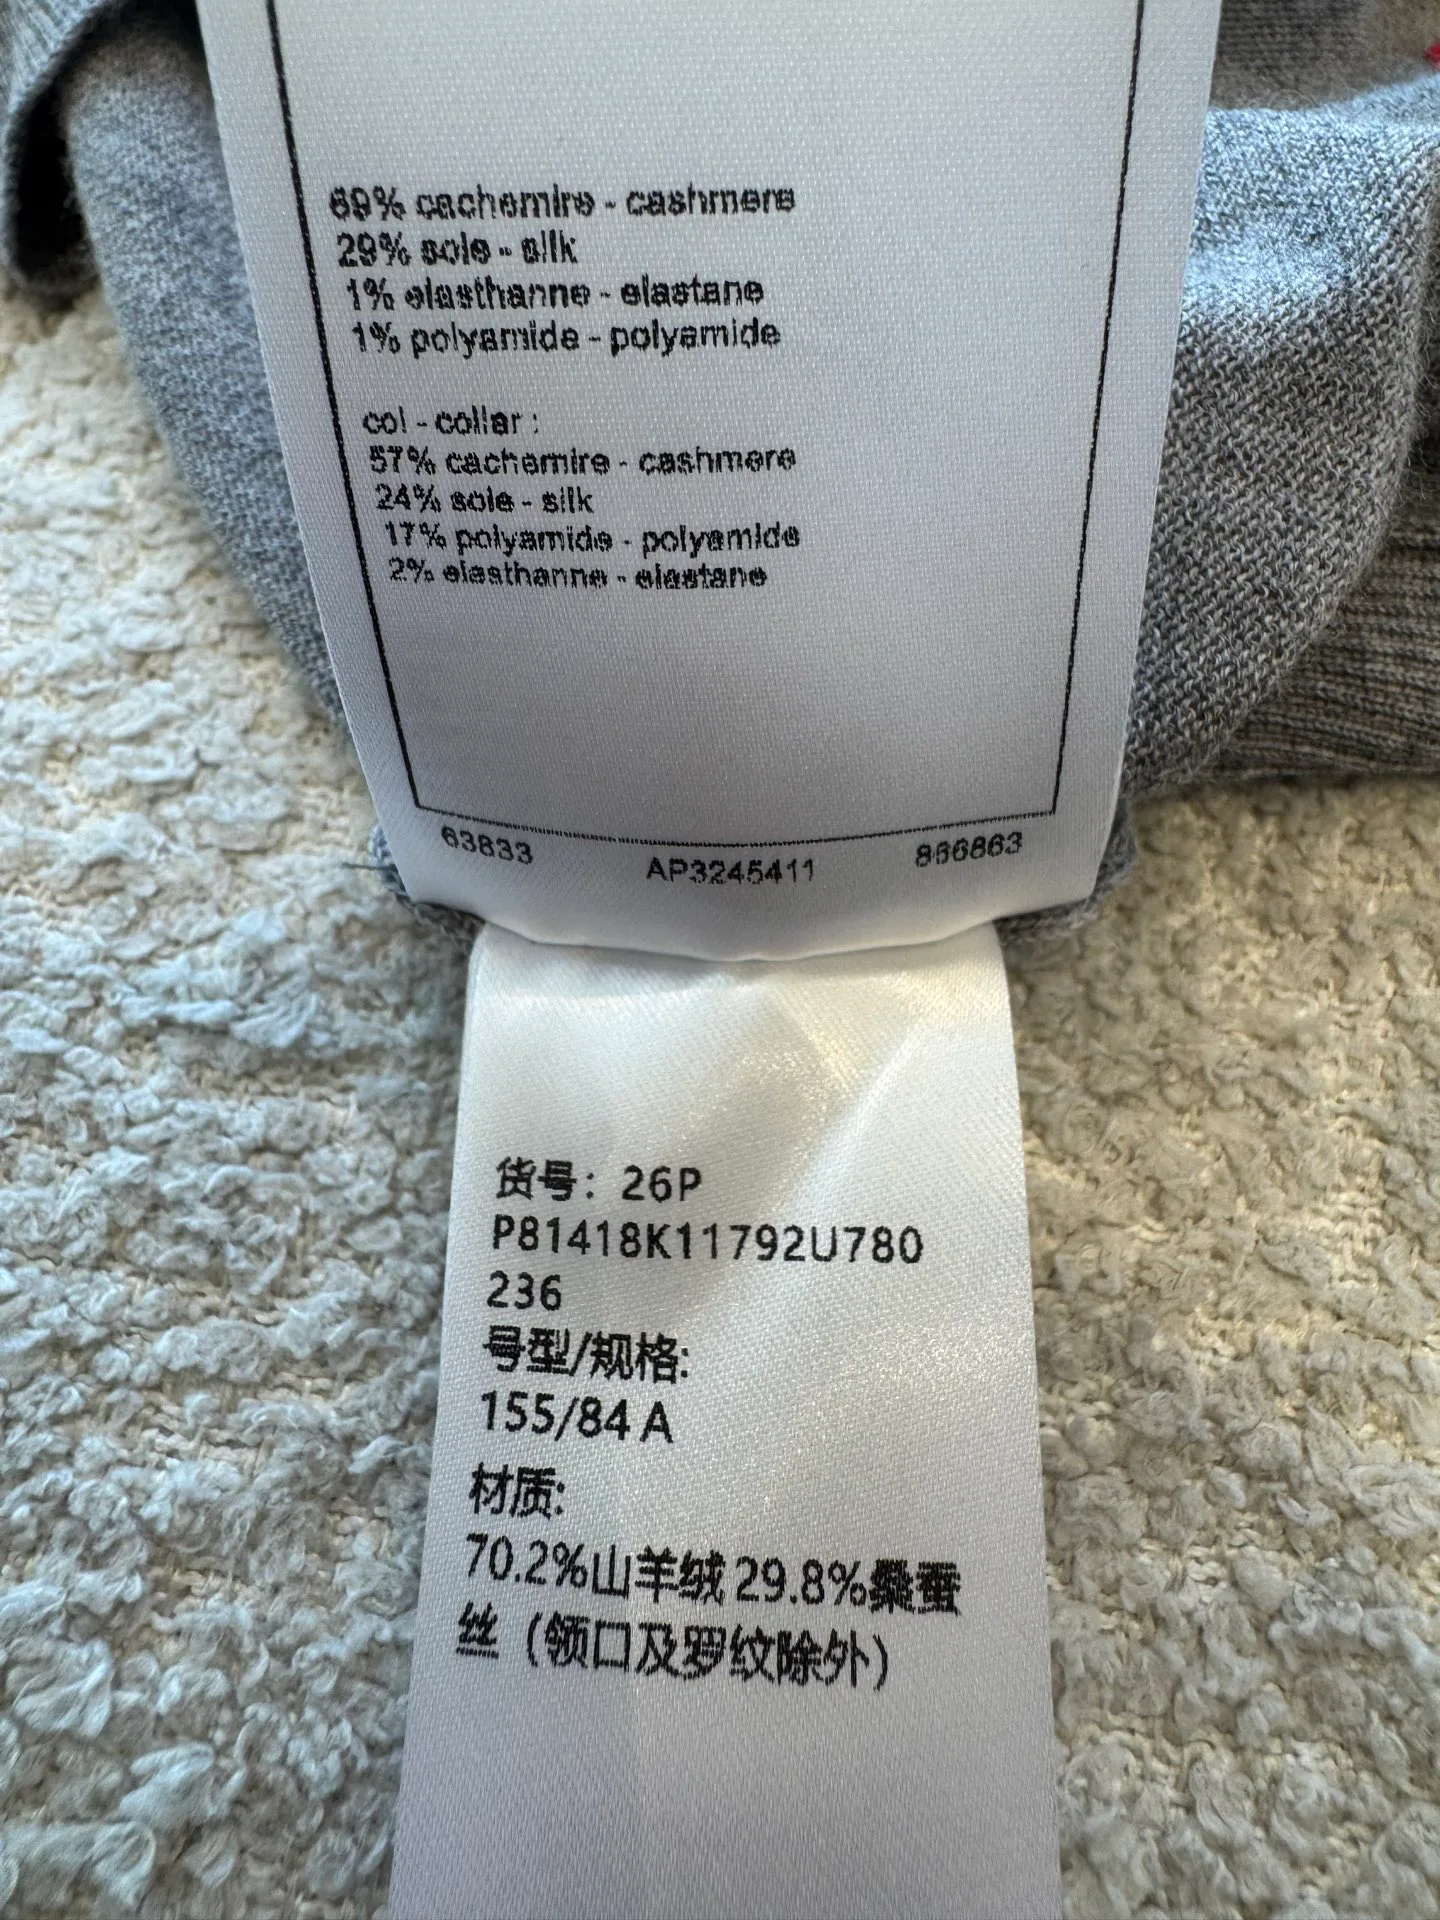 69% cachemire - cashmere
29% soie - silk
1% elasthanne - elastane
1% polyamide - polyamide
col - collar :
57% cachemire - cashmere
24% soie - silk
17% polyamide - polyamide
2% elasthanne - elastane
63833 AP3245411 866863
货号：26P
P81418K11792U780
236
号型/规格:
155/84 A
材质:
70.2%山羊绒 29.8%桑蚕
丝（领口及罗纹除外）